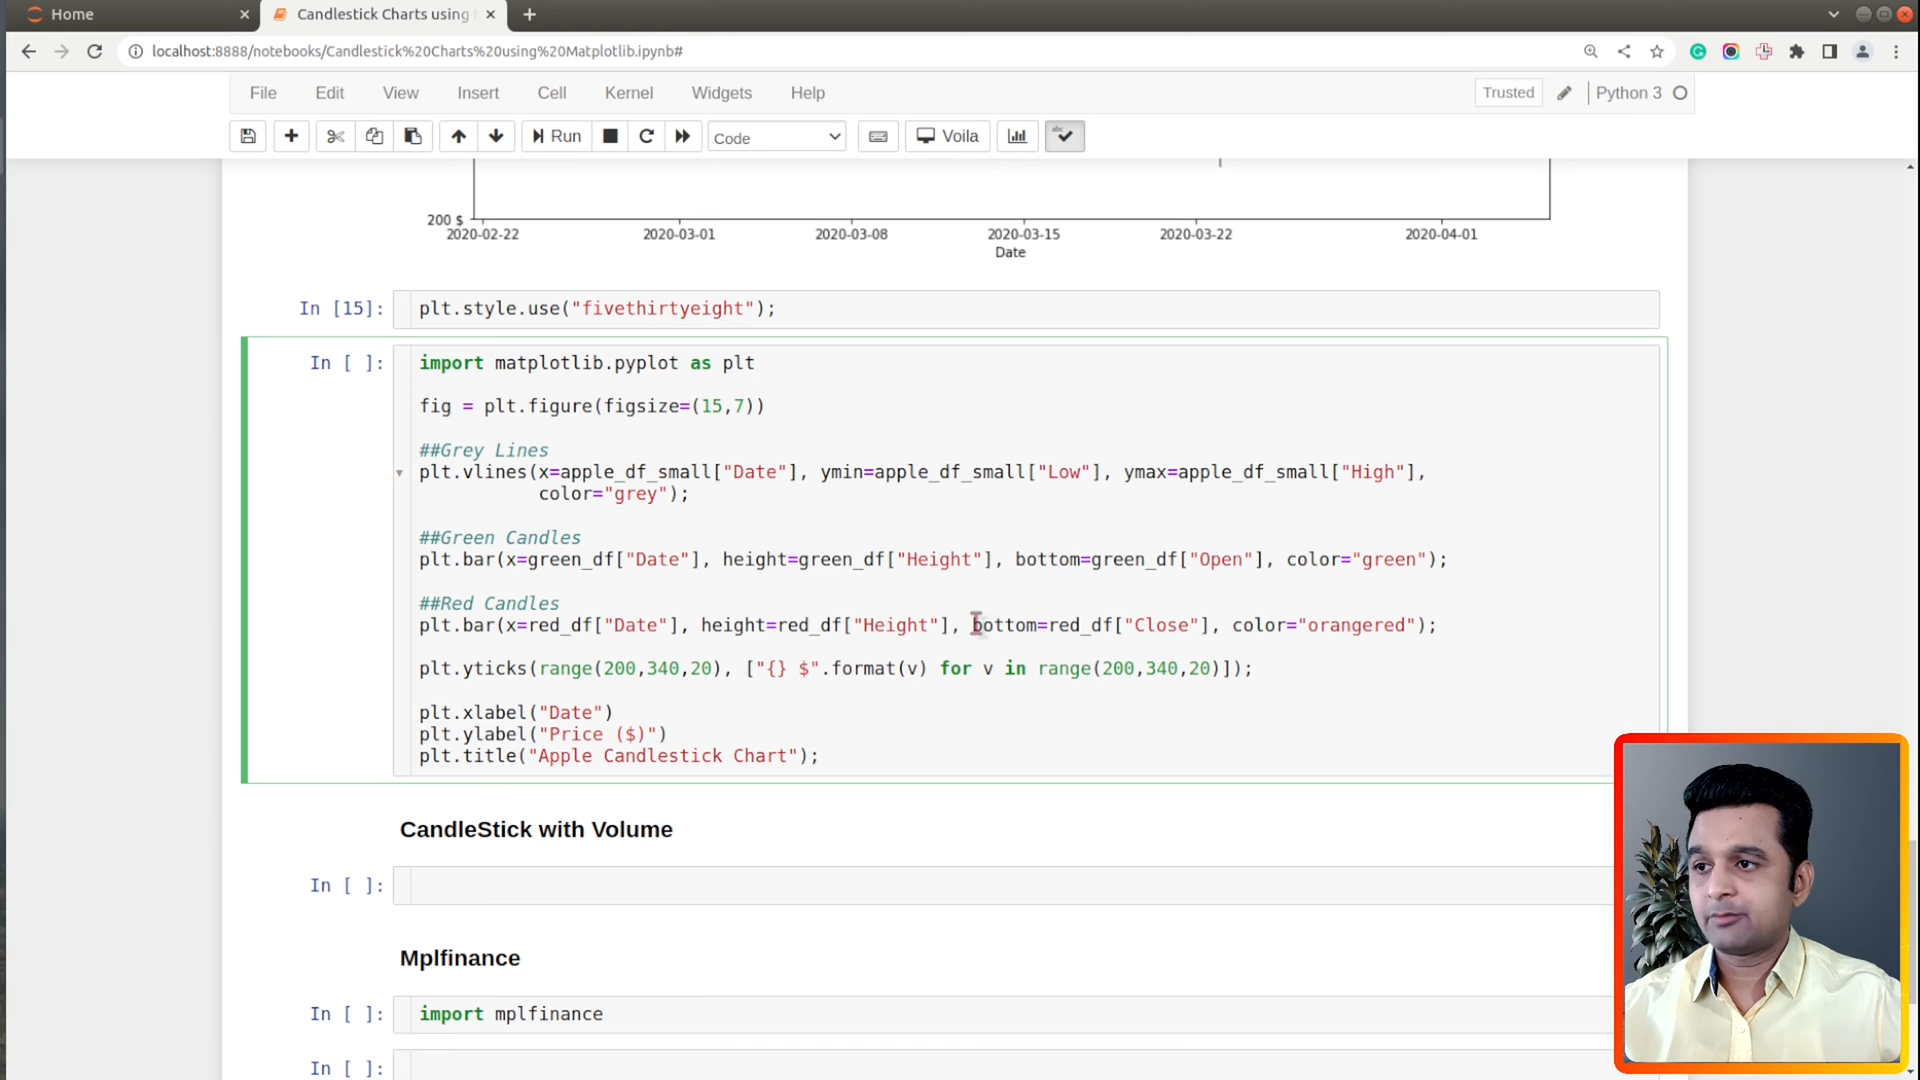 Home
Candlestick Charts using
localhost:8888/notebooks/Candlestick%20Charts%20using%20Matplotlib.ipynb#
File Edit View Insert Cell Kernel Widgets Help Trusted Python 3
Run Code Voila
200 $
2020-02-22 2020-03-01 2020-03-08 2020-03-15 2020-03-22 2020-04-01
Date
In [15]: plt.style.use("fivethirtyeight");
In [ ]: import matplotlib.pyplot as plt
fig = plt.figure(figsize=(15,7))
##Grey Lines
plt.vlines(x=apple_df_small["Date"], ymin=apple_df_small["Low"], ymax=apple_df_small["High"],
color="grey");
##Green Candles
plt.bar(x=green_df["Date"], height=green_df["Height"], bottom=green_df["Open"], color="green");
##Red Candles
plt.bar(x=red_df["Date"], height=red_df["Height"], bottom=red_df["Close"], color="orangered");
plt.yticks(range(200,340,20), ["{} $".format(v) for v in range(200,340,20)]);
plt.xlabel("Date")
plt.ylabel("Price ($)")
plt.title("Apple Candlestick Chart");
CandleStick with Volume
In [ ]:
Mplfinance
In [ ]: import mplfinance
In [ ]: